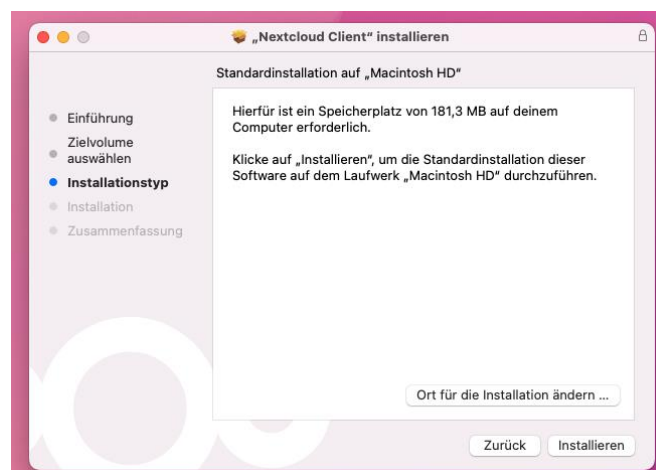 „Nextcloud Client“ installieren
Standardinstallation auf „Macintosh HD“
Einführung
Zielvolume
auswählen
Installationstyp
Installation
Zusammenfassung
Hierfür ist ein Speicherplatz von 181,3 MB auf deinem
Computer erforderlich.
Klicke auf „Installieren“, um die Standardinstallation dieser
Software auf dem Laufwerk „Macintosh HD“ durchzuführen.
Ort für die Installation ändern ...
Zurück
Installieren